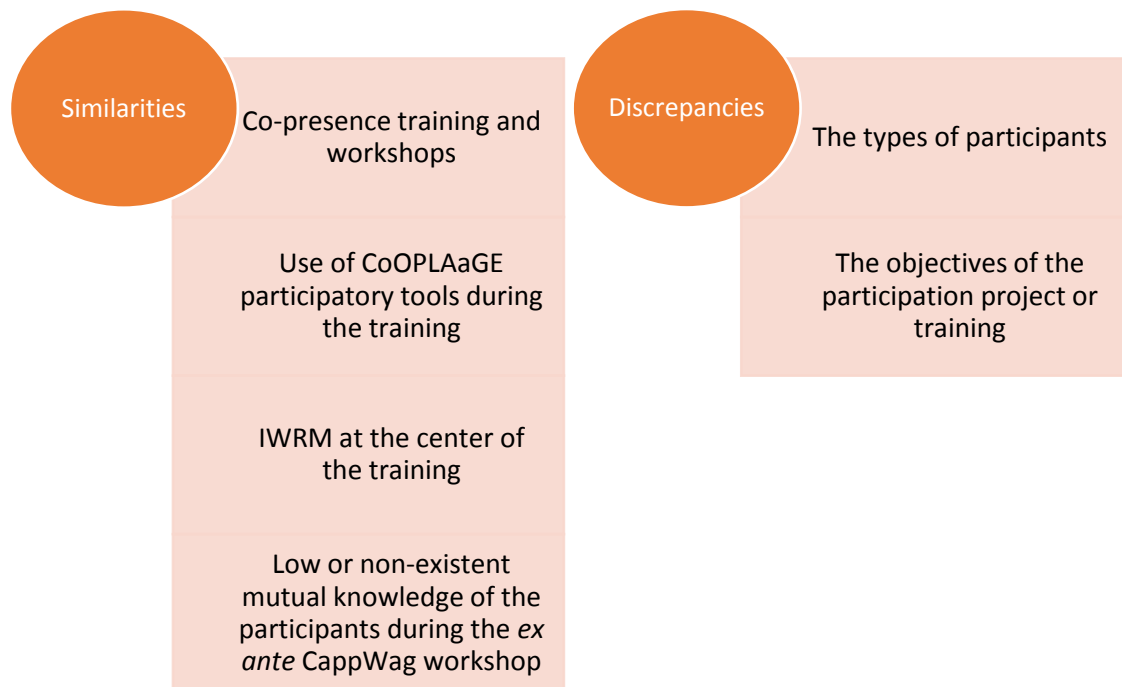 Similarities
Co-presence training and
workshops
Use of CoOPLAaGE
participatory tools during
the training
IWRM at the center of
the training
Low or non-existent
mutual knowledge of the
participants during the ex
ante CappWag workshop
Discrepancies
The types of participants
The objectives of the
participation project or
training